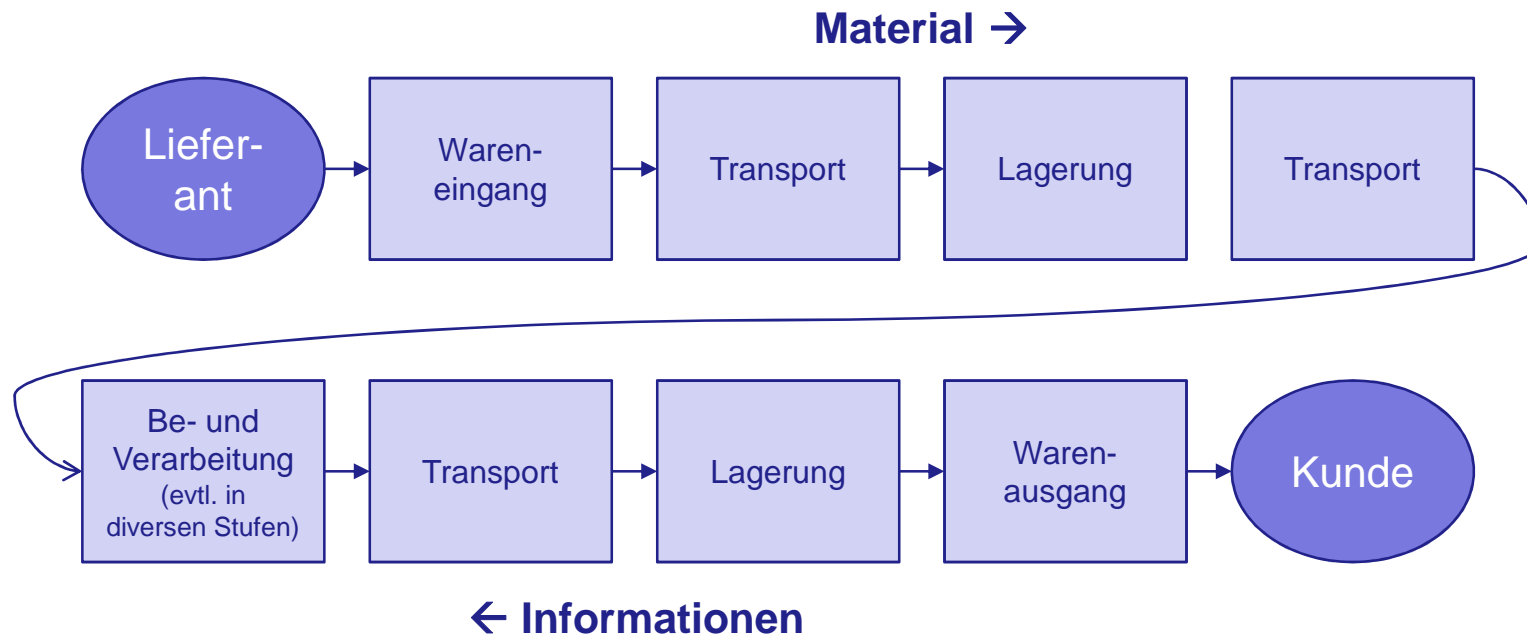 Material →
Liefer-
ant
Waren-
eingang
Transport
Lagerung
Transport
Be- und
Verarbeitung
(evtl. in
diversen Stufen)
Transport
Lagerung
Waren-
ausgang
Kunde
← Informationen